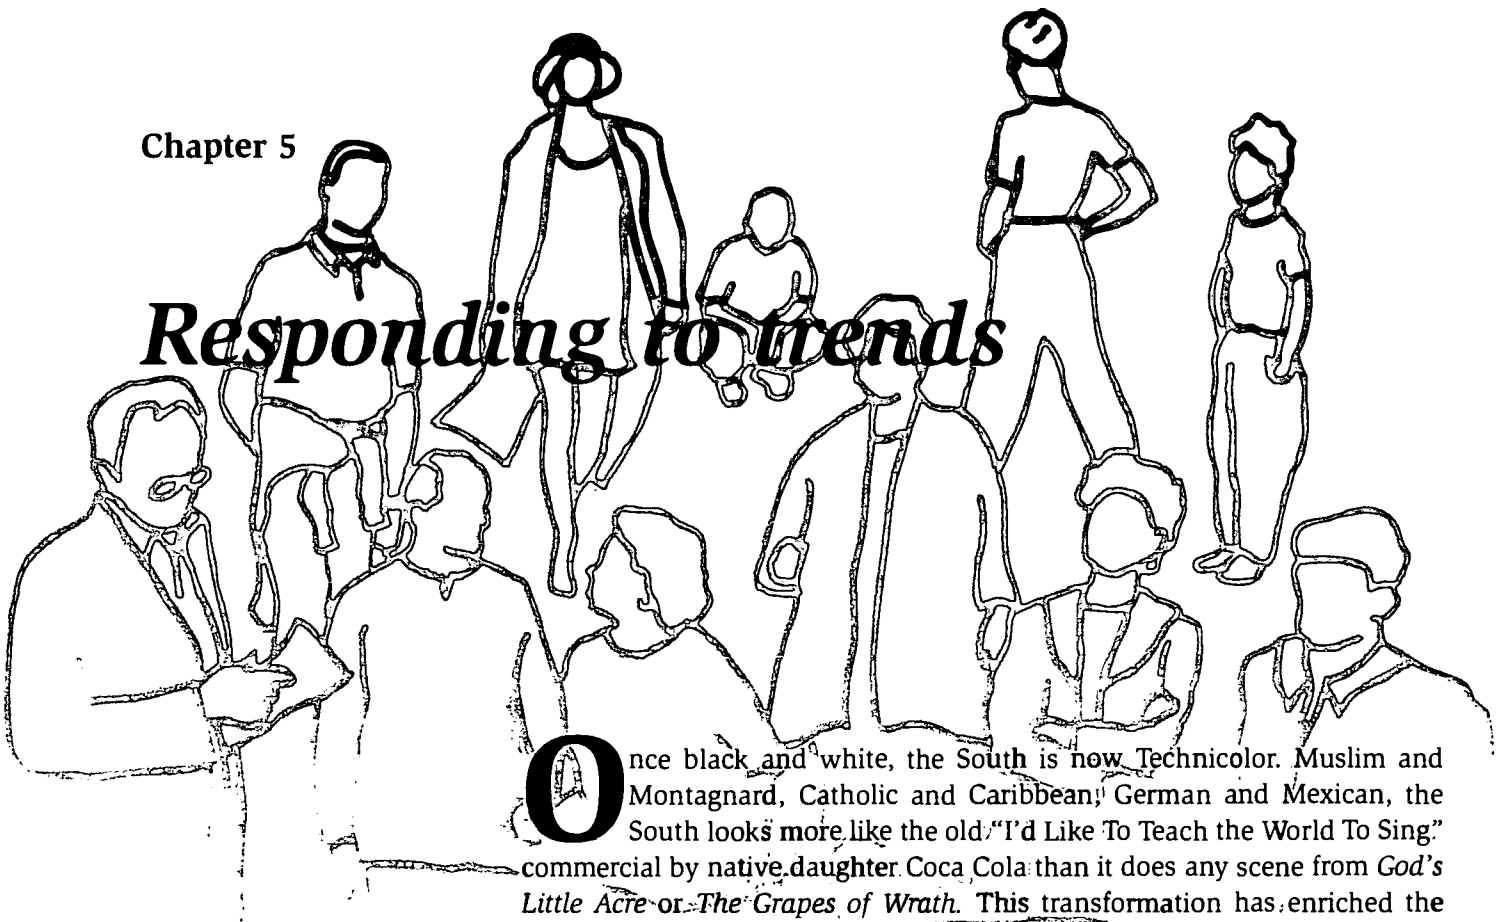 Chapter 5
Responding to trends
Once black and white, the South is now Technicolor. Muslim and
Montagnard, Catholic and Caribbean, German and Mexican, the
South looks more like the old “I’d Like To Teach the World To Sing”
commercial by native daughter Coca Cola than it does any scene from God’s
Little Acre or The Grapes of Wrath. This transformation has enriched the